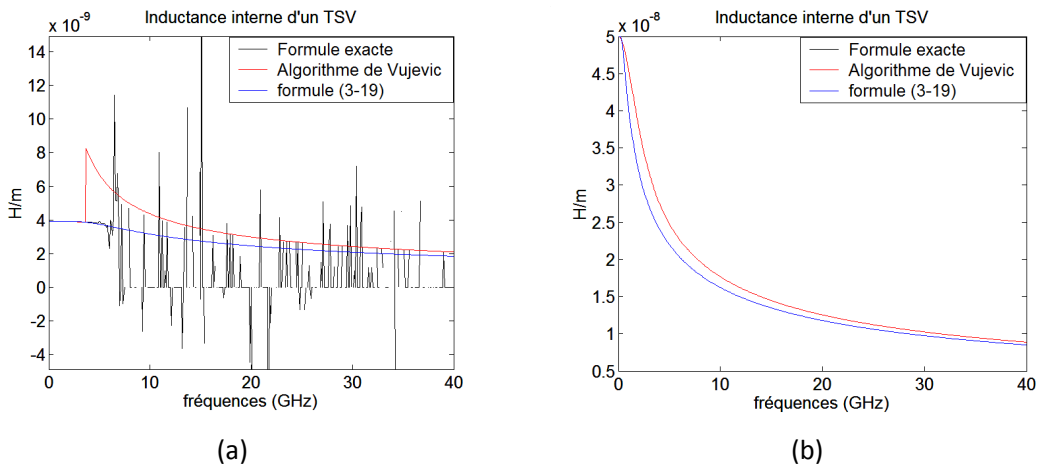 Inductance interne d'un TSV
x 10^-9
14
12
10
8
6
4
2
0
-2
-4
H/m
0 10 20 30 40
fréquences (GHz)
Formule exacte
Algorithme de Vujevic
formule (3-19)
(a)
Inductance interne d'un TSV
x 10^-8
5
4.5
4
3.5
3
2.5
2
1.5
1
0.5
H/m
0 10 20 30 40
fréquences (GHz)
Formule exacte
Algorithme de Vujevic
formule (3-19)
(b)